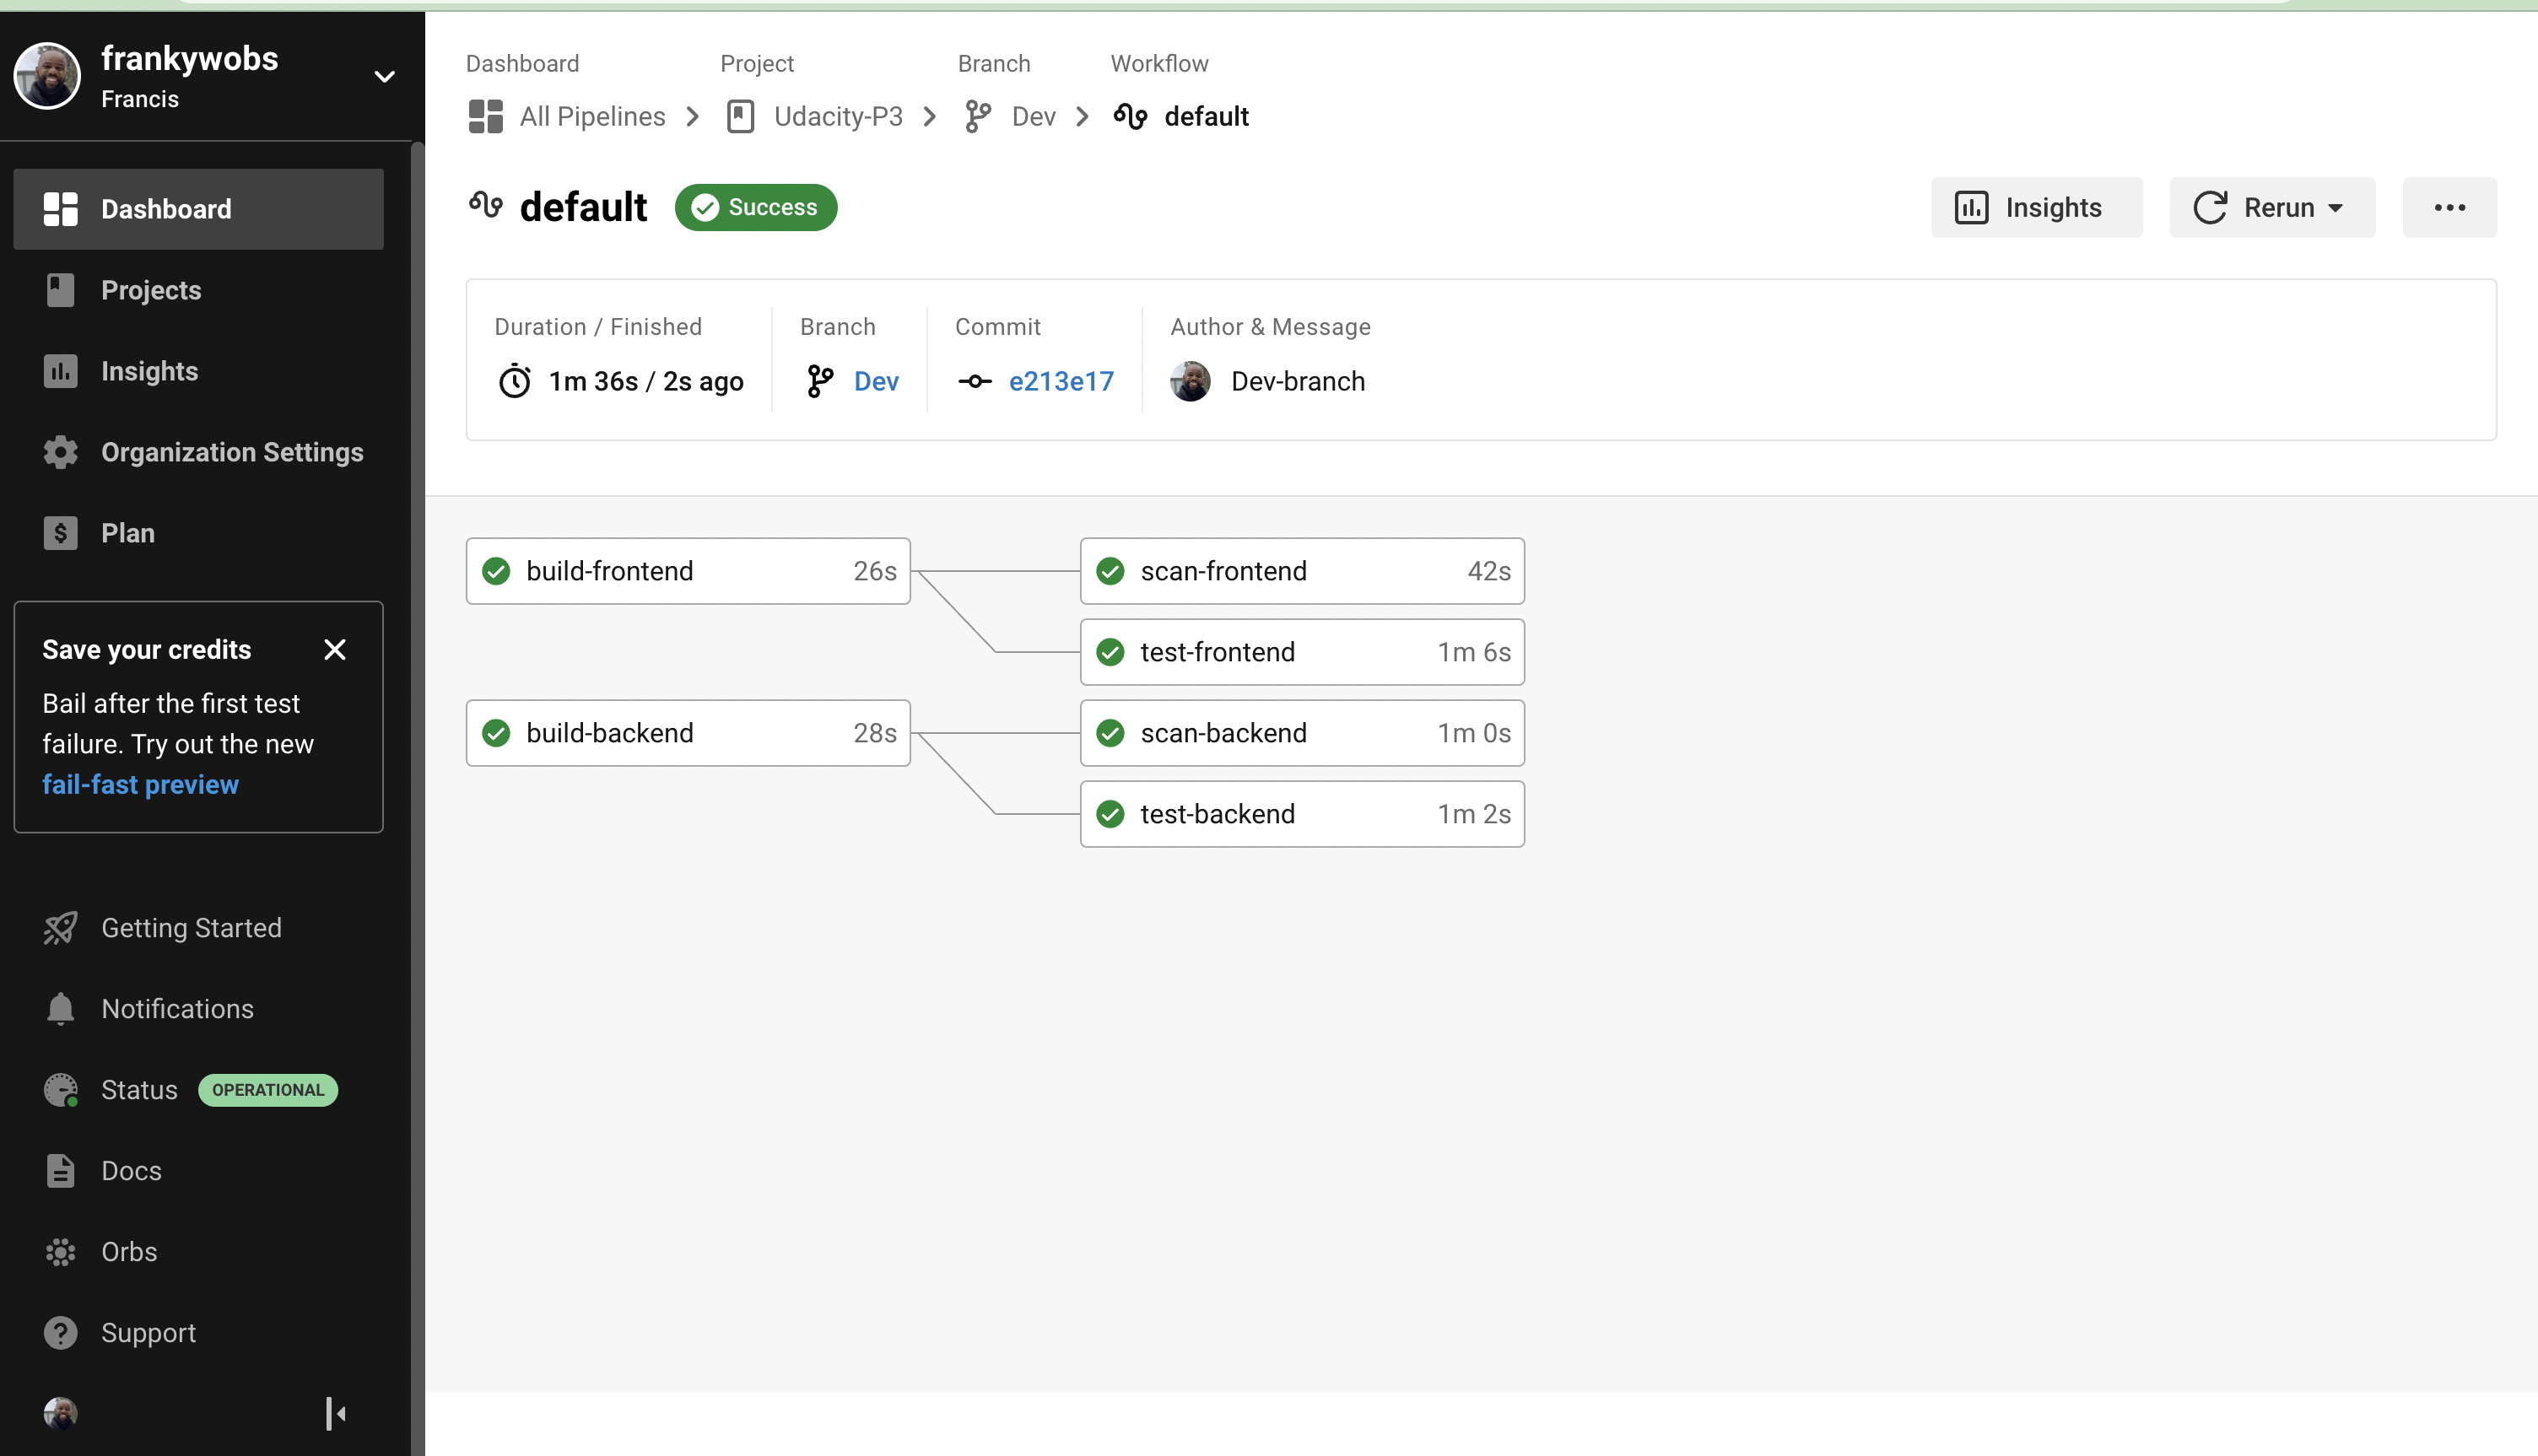 frankywobs
Francis
Dashboard
Projects
Insights
Organization Settings
Plan
Save your credits
Bail after the first test
failure. Try out the new
fail-fast preview
Getting Started
Notifications
Status OPERATIONAL
Docs
Orbs
Support
Dashboard Project Branch Workflow
All Pipelines Udacity-P3 Dev default
default Success Insights Rerun
Duration / Finished Branch Commit Author & Message
1m 36s / 2s ago Dev e213e17 Dev-branch
build-frontend 26s scan-frontend 42s
test-frontend 1m 6s
build-backend 28s scan-backend 1m 0s
test-backend 1m 2s